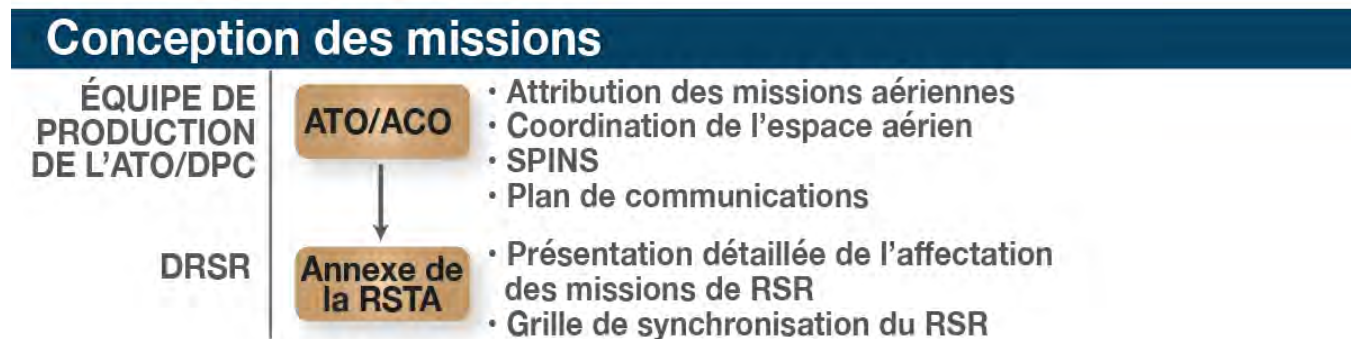 Conception des missions
ÉQUIPE DE
PRODUCTION
DE L'ATO/DPC
ATO/ACO
· Attribution des missions aériennes
· Coordination de l'espace aérien
· SPINS
· Plan de communications
DRSR
Annexe de
la RSTA
· Présentation détaillée de l'affectation
des missions de RSR
· Grille de synchronisation du RSR